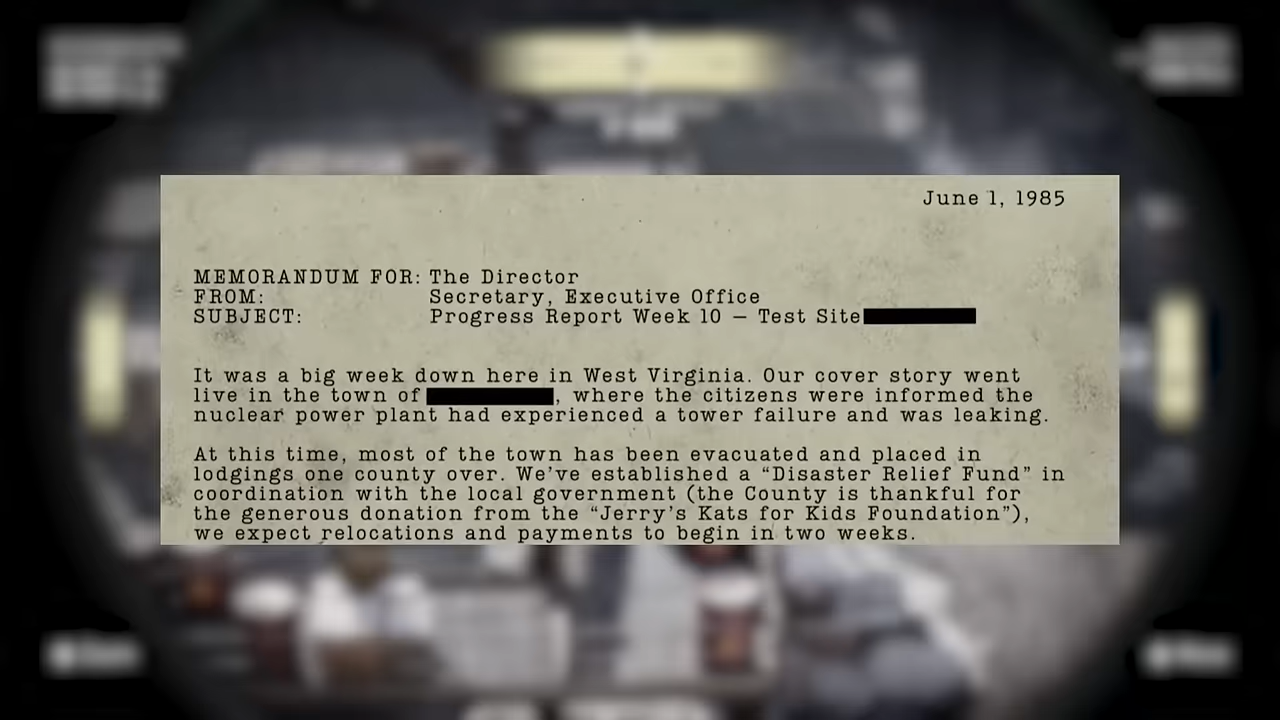 June 1, 1985
MEMORANDUM FOR: The Director
FROM: Secretary, Executive Office
SUBJECT: Progress Report Week 10 — Test Site
It was a big week down here in West Virginia. Our cover story went
live in the town of , where the citizens were informed the
nuclear power plant had experienced a tower failure and was leaking.
At this time, most of the town has been evacuated and placed in
lodgings one county over. We've established a “Disaster Relief Fund” in
coordination with the local government (the County is thankful for
the generous donation from the “Jerry's Kats for Kids Foundation”),
we expect relocations and payments to begin in two weeks.